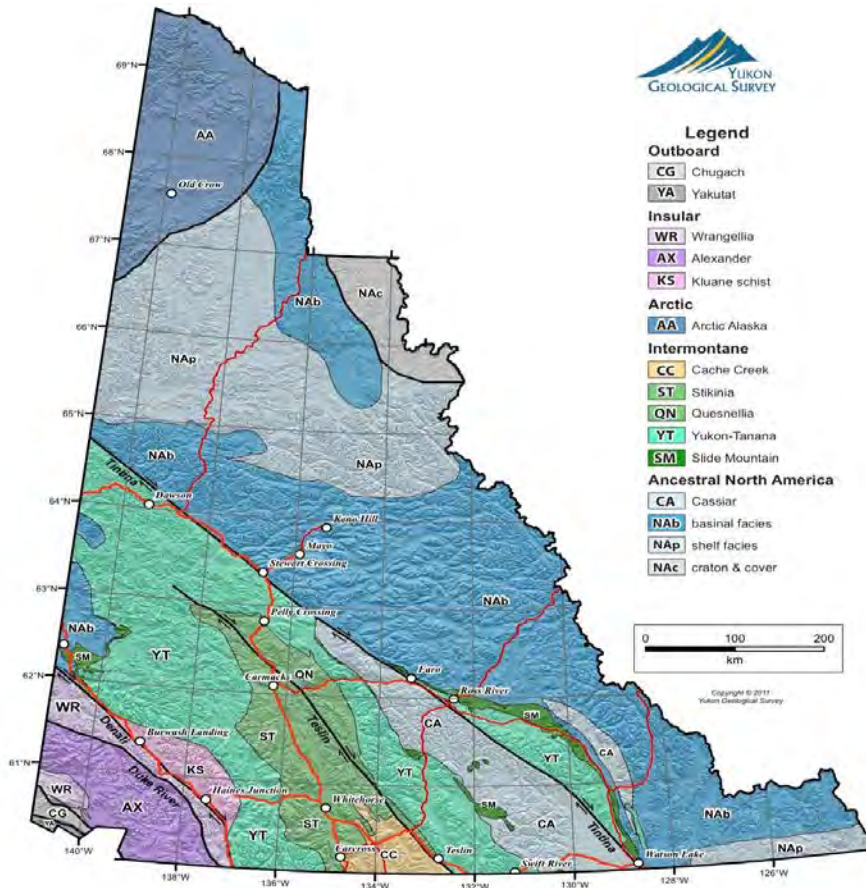 YUKON
GEOLOGICAL SURVEY
Legend
Outboard
CG Chugach
YA Yakutat
Insular
WR Wrangellia
AX Alexander
KS Kluane schist
Arctic
AA Arctic Alaska
Intermontane
CC Cache Creek
ST Stikinia
QN Quesnellia
YT Yukon-Tanana
SM Slide Mountain
Ancestral North America
CA Cassiar
NAb basinal facies
NAp shelf facies
NAc craton & cover
0 100 200
km
Copyright © 2011
Yukon Geological Survey
69°N
AA
68°N
Old Crow
67°N
NAb
NAc
66°N
NAp
65°N
NAb
NAp
Tintina
64°N
Dawson
Keno Hill
Mayo
Stewart Crossing
63°N
NAb
Pelly Crossing
NAb
SM
YT
QN
Faro
62°N
Carmacks
Ross River
WR
CA
SM
Denali
Burwash Landing
ST
Teslin
YT
CA
61°N
Duke River
KS
YT
WR
AX
Haines Junction
Whitehorse
SM
CG
YA
YT
ST
CA
Tintina
NAb
Carcross
CC
Teslin
Swift River
Watson Lake
NAp
140°W
138°W
136°W
134°W
132°W
130°W
128°W
126°W